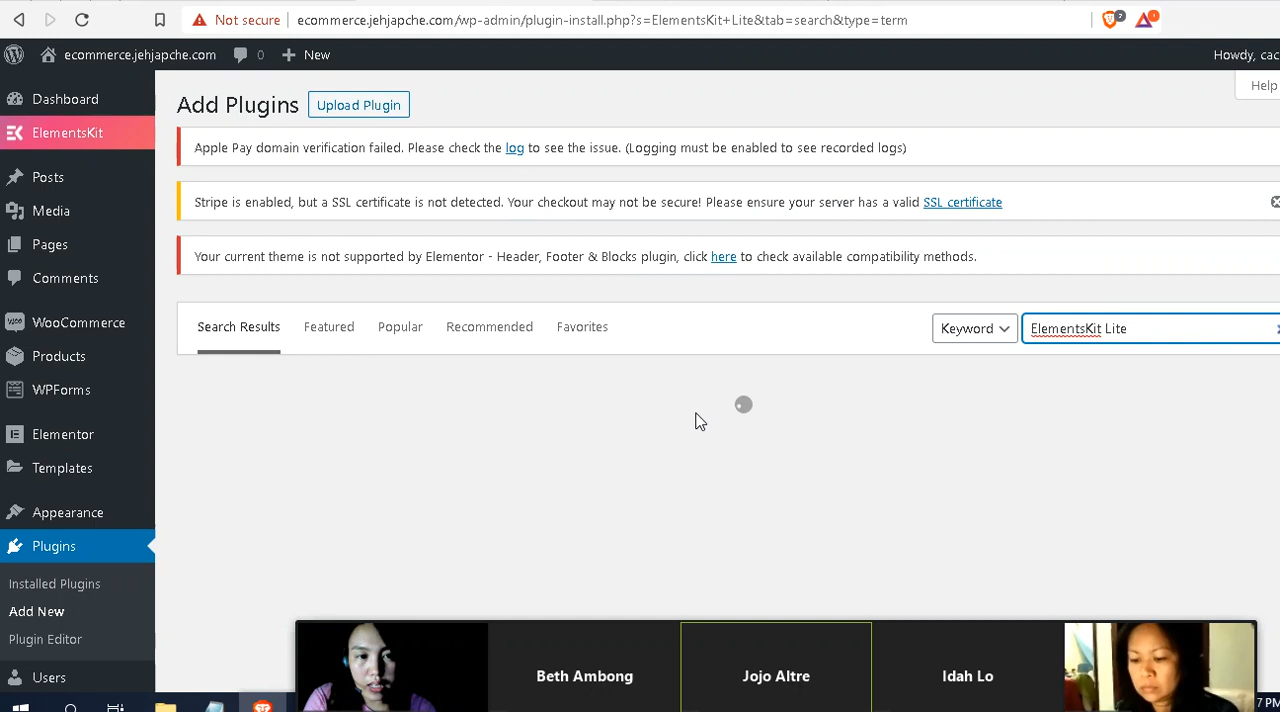 Not secure ecommerce.jehjapche.com/wp-admin/plugin-install.php?s=ElementsKit+Lite&tab=search&type=term
ecommerce.jehjapche.com 0 New Howdy, cac
Help
Dashboard
ElementsKit
Posts
Media
Pages
Comments
WooCommerce
Products
WPForms
Elementor
Templates
Appearance
Plugins
Installed Plugins
Add New
Plugin Editor
Users
Add Plugins Upload Plugin
Apple Pay domain verification failed. Please check the log to see the issue. (Logging must be enabled to see recorded logs)
Stripe is enabled, but a SSL certificate is not detected. Your checkout may not be secure! Please ensure your server has a valid SSL certificate
Your current theme is not supported by Elementor - Header, Footer & Blocks plugin, click here to check available compatibility methods.
Search Results Featured Popular Recommended Favorites Keyword ElementsKit Lite
Beth Ambong Jojo Altre Idah Lo
7 PM